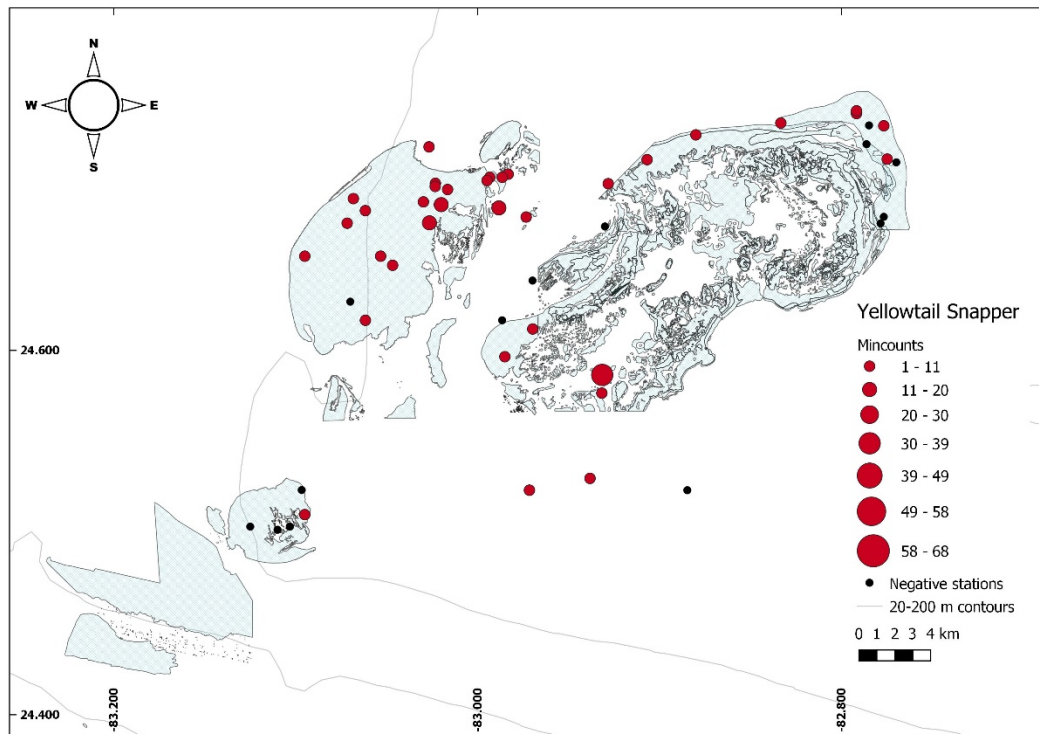 N
W E
S
Yellowtail Snapper
Mincounts
1 - 11
11 - 20
20 - 30
30 - 39
39 - 49
49 - 58
58 - 68
Negative stations
20-200 m contours
0 1 2 3 4 km
24.600
24.400
-83.200
-83.000
-82.800